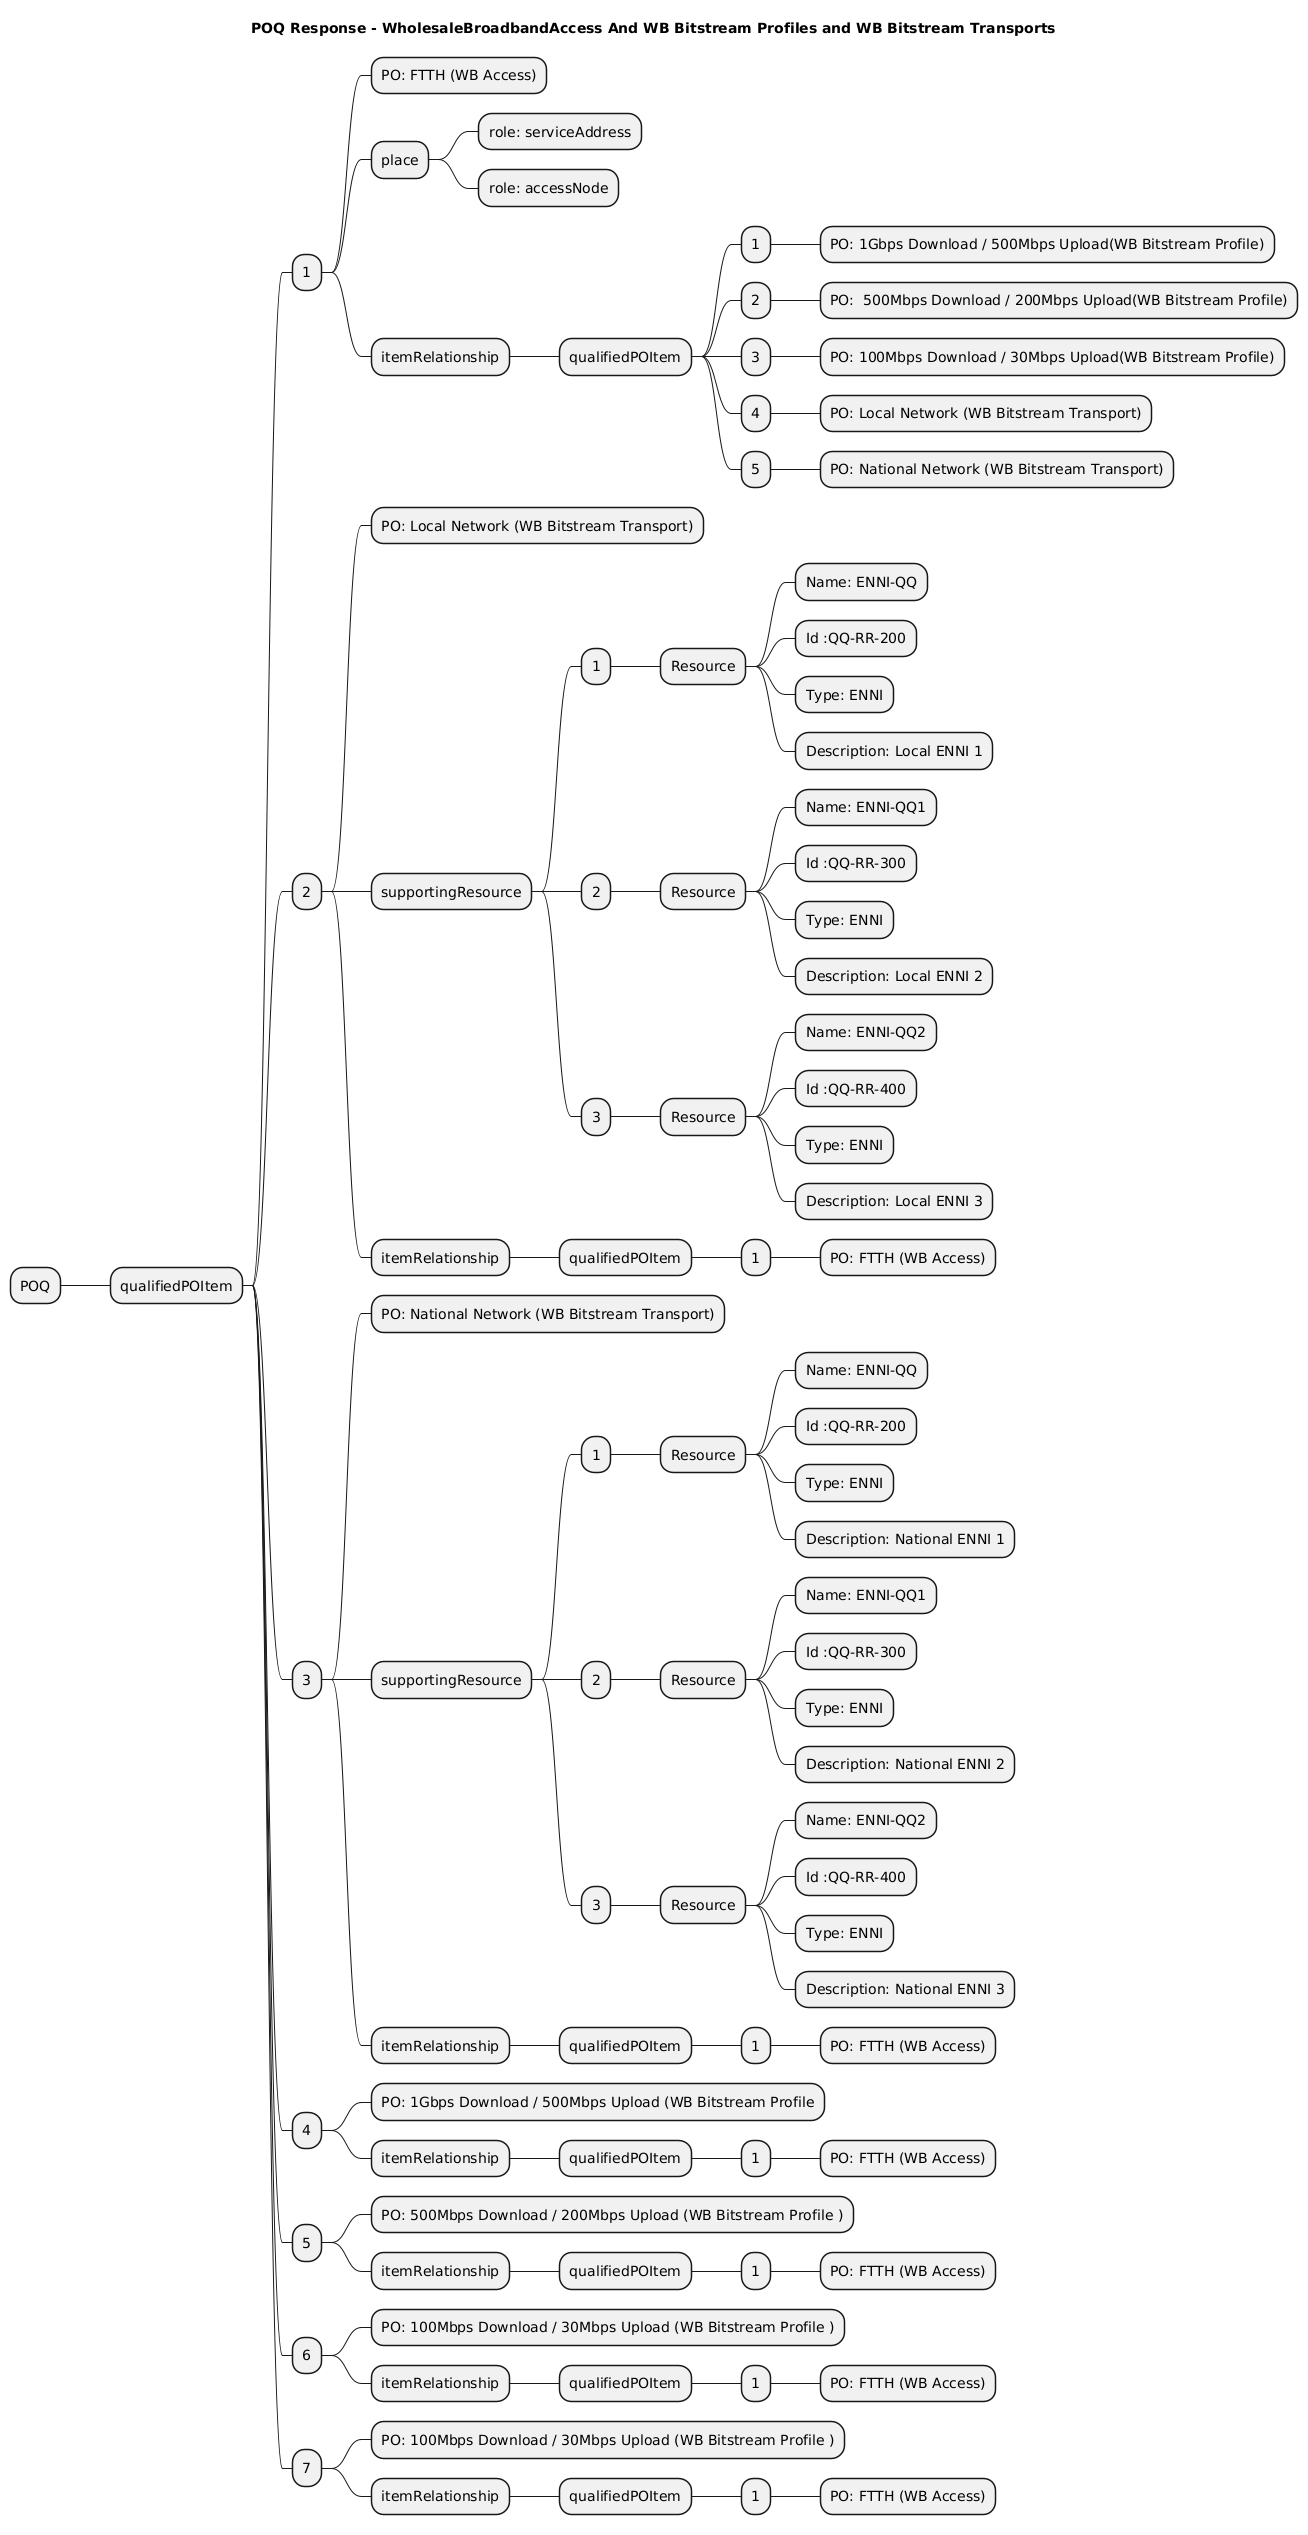 POQ Response - WholesaleBroadbandAccess And WB Bitstream Profiles and WB Bitstream Transports
POQ
qualifiedPOItem
1
PO: FTTH (WB Access)
place
role: serviceAddress
role: accessNode
itemRelationship
qualifiedPOItem
1
PO: 1Gbps Download / 500Mbps Upload(WB Bitstream Profile)
2
PO:  500Mbps Download / 200Mbps Upload(WB Bitstream Profile)
3
PO: 100Mbps Download / 30Mbps Upload(WB Bitstream Profile)
4
PO: Local Network (WB Bitstream Transport)
5
PO: National Network (WB Bitstream Transport)
2
PO: Local Network (WB Bitstream Transport)
supportingResource
1
Resource
Name: ENNI-QQ
Id :QQ-RR-200
Type: ENNI
Description: Local ENNI 1
2
Resource
Name: ENNI-QQ1
Id :QQ-RR-300
Type: ENNI
Description: Local ENNI 2
3
Resource
Name: ENNI-QQ2
Id :QQ-RR-400
Type: ENNI
Description: Local ENNI 3
itemRelationship
qualifiedPOItem
1
PO: FTTH (WB Access)
3
PO: National Network (WB Bitstream Transport)
supportingResource
1
Resource
Name: ENNI-QQ
Id :QQ-RR-200
Type: ENNI
Description: National ENNI 1
2
Resource
Name: ENNI-QQ1
Id :QQ-RR-300
Type: ENNI
Description: National ENNI 2
3
Resource
Name: ENNI-QQ2
Id :QQ-RR-400
Type: ENNI
Description: National ENNI 3
itemRelationship
qualifiedPOItem
1
PO: FTTH (WB Access)
4
PO: 1Gbps Download / 500Mbps Upload (WB Bitstream Profile
itemRelationship
qualifiedPOItem
1
PO: FTTH (WB Access)
5
PO: 500Mbps Download / 200Mbps Upload (WB Bitstream Profile )
itemRelationship
qualifiedPOItem
1
PO: FTTH (WB Access)
6
PO: 100Mbps Download / 30Mbps Upload (WB Bitstream Profile )
itemRelationship
qualifiedPOItem
1
PO: FTTH (WB Access)
7
PO: 100Mbps Download / 30Mbps Upload (WB Bitstream Profile )
itemRelationship
qualifiedPOItem
1
PO: FTTH (WB Access)